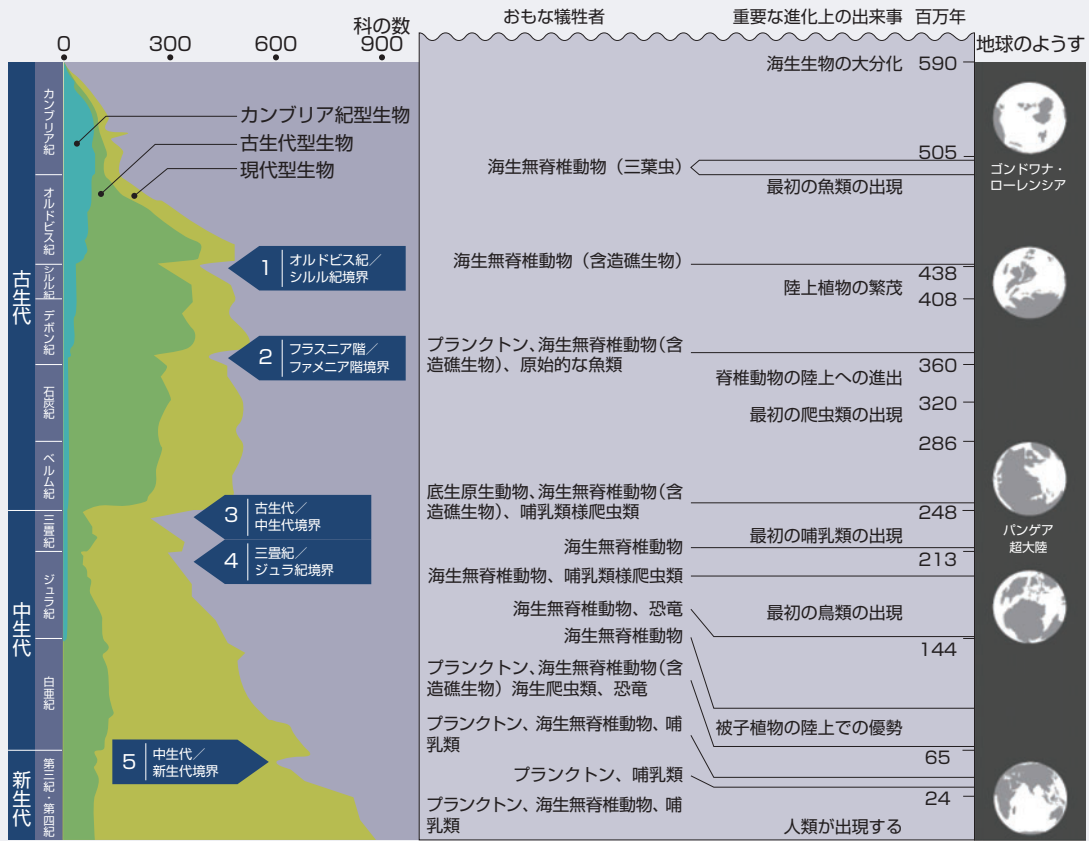 科の数
0 300 600 900
おもな犠牲者
重要な進化上の出来事
百万年
地球のようす
古生代
中生代
新生代
カンブリア紀
オルドビス紀
シルル紀
デボン紀
石炭紀
ペルム紀
三畳紀
ジュラ紀
白亜紀
第三紀・第四紀
カンブリア紀型生物
古生代型生物
現代型生物
1 オルドビス紀／
シルル紀境界
2 フラスニア階／
ファメニア階境界
3 古生代／
中生代境界
4 三畳紀／
ジュラ紀境界
5 中生代／
新生代境界
海生無脊椎動物（三葉虫）
海生無脊椎動物（含造礁生物）
プランクトン、海生無脊椎動物（含
造礁生物）、原始的な魚類
底生原生動物、海生無脊椎動物（含
造礁生物）、哺乳類様爬虫類
海生無脊椎動物
海生無脊椎動物、哺乳類様爬虫類
海生無脊椎動物、恐竜
海生無脊椎動物
プランクトン、海生無脊椎動物（含
造礁生物）海生爬虫類、恐竜
プランクトン、海生無脊椎動物、哺
乳類
プランクトン、哺乳類
プランクトン、海生無脊椎動物、哺
乳類
海生生物の大分化
最初の魚類の出現
陸上植物の繁茂
脊椎動物の陸上への進出
最初の爬虫類の出現
最初の哺乳類の出現
最初の鳥類の出現
被子植物の陸上での優勢
人類が出現する
590
505
438
408
360
320
286
248
213
144
65
24
ゴンドワナ・
ローレンシア
パンゲア
超大陸